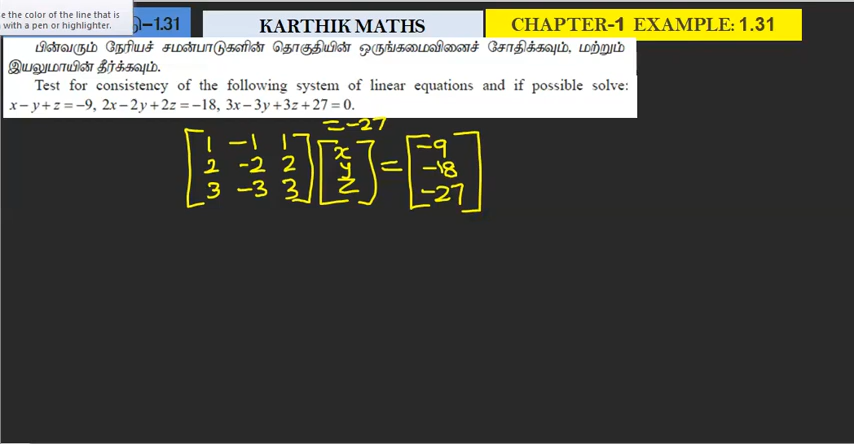 e the color of the line that is
with a pen or highlighter.
-1.31
KARTHIK MATHS
CHAPTER-1 EXAMPLE: 1.31
பின்வரும் நேரியச் சமன்பாடுகளின் தொகுதியின் ஒருங்கமைவினைச் சோதிக்கவும், மற்றும்
இயலுமாயின் தீர்க்கவும்.
Test for consistency of the following system of linear equations and if possible solve:
x−y+z=−9, 2x−2y+2z=−18, 3x−3y+3z+27=0.
=-27
1 -1 1 x = -9
2 -2 2 y -18
3 -3 3 z -27